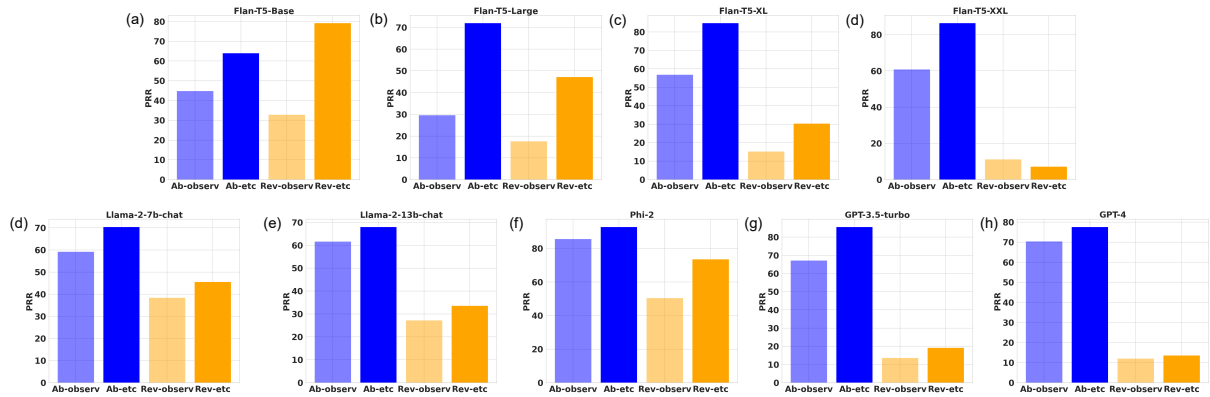 (a) Flan-T5-Base
PRR
80
70
60
50
40
30
20
10
0
Ab-observ Ab-etc Rev-observ Rev-etc
(b) Flan-T5-Large
PRR
70
60
50
40
30
20
10
0
Ab-observ Ab-etc Rev-observ Rev-etc
(c) Flan-T5-XL
PRR
80
70
60
50
40
30
20
10
0
Ab-observ Ab-etc Rev-observ Rev-etc
(d) Flan-T5-XXL
PRR
80
60
40
20
0
Ab-observ Ab-etc Rev-observ Rev-etc
(d) Llama-2-7b-chat
PRR
70
60
50
40
30
20
10
0
Ab-observ Ab-etc Rev-observ Rev-etc
(e) Llama-2-13b-chat
PRR
70
60
50
40
30
20
10
0
Ab-observ Ab-etc Rev-observ Rev-etc
(f) Phi-2
PRR
80
60
40
20
0
Ab-observ Ab-etc Rev-observ Rev-etc
(g) GPT-3.5-turbo
PRR
80
70
60
50
40
30
20
10
0
Ab-observ Ab-etc Rev-observ Rev-etc
(h) GPT-4
PRR
80
70
60
50
40
30
20
10
0
Ab-observ Ab-etc Rev-observ Rev-etc